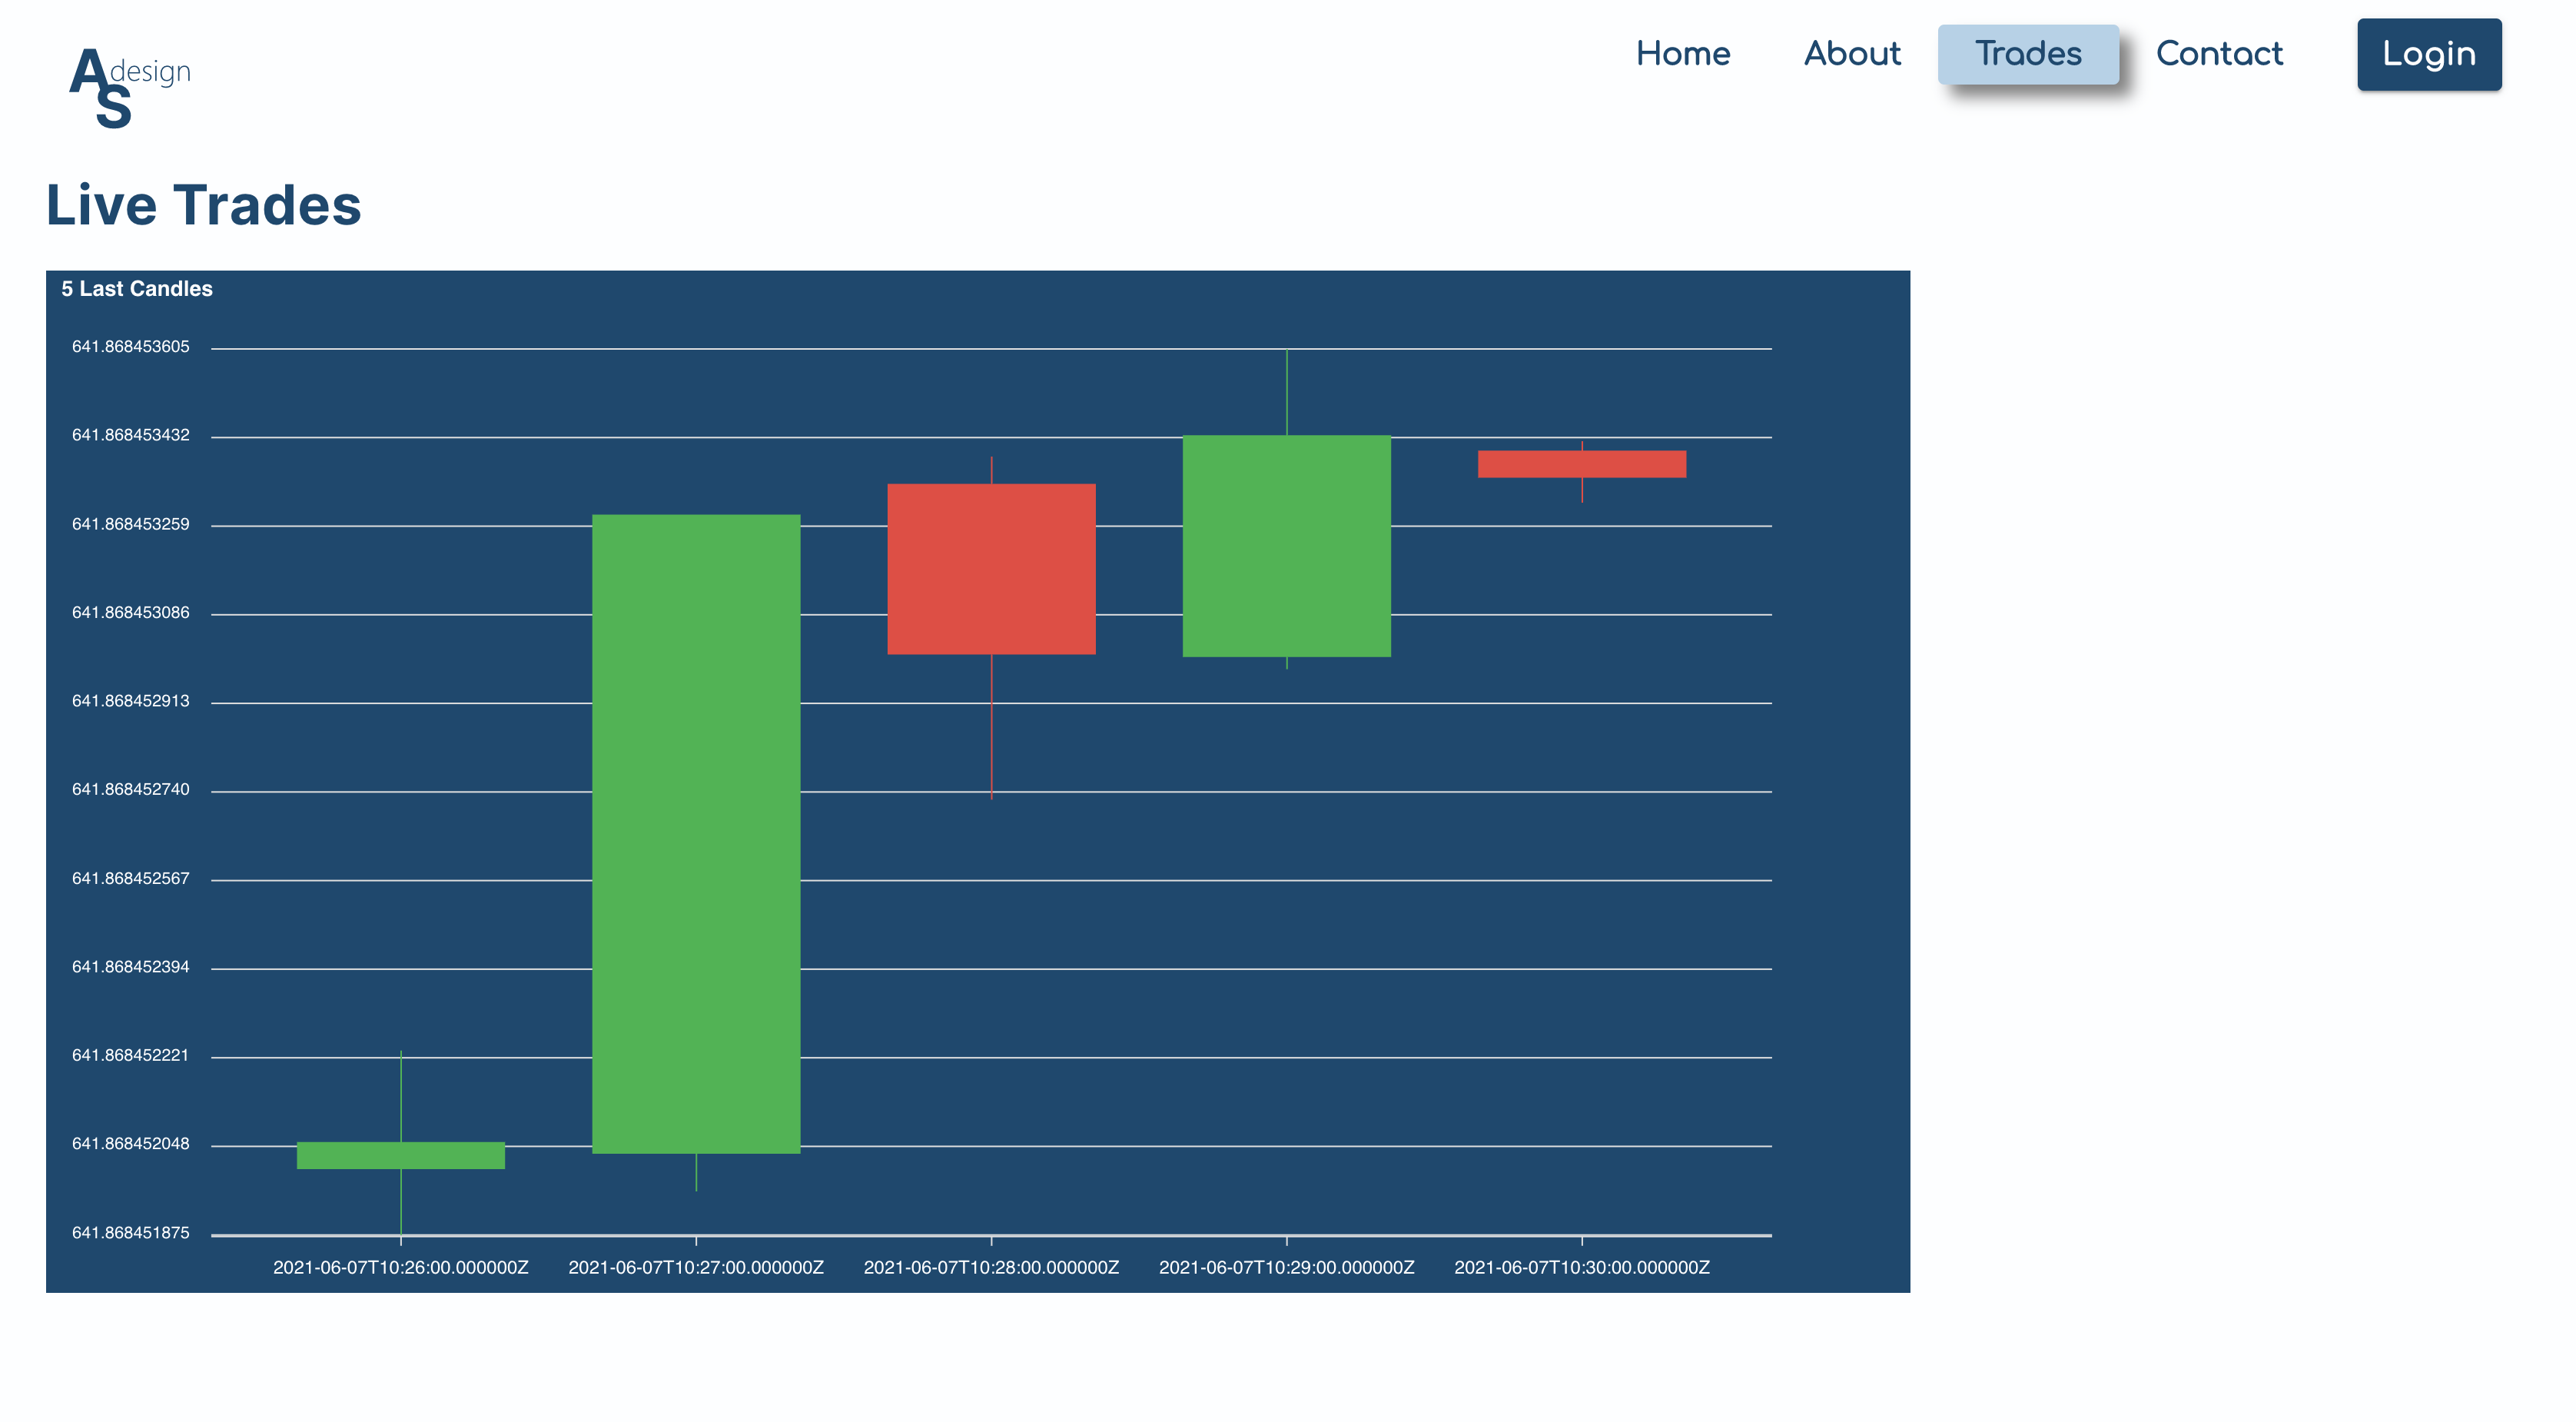 A design
S
Home About Trades Contact Login
Live Trades
5 Last Candles
641.868453605
641.868453432
641.868453259
641.868453086
641.868452913
641.868452740
641.868452567
641.868452394
641.868452221
641.868452048
641.868451875
2021-06-07T10:26:00.000000Z 2021-06-07T10:27:00.000000Z 2021-06-07T10:28:00.000000Z 2021-06-07T10:29:00.000000Z 2021-06-07T10:30:00.000000Z